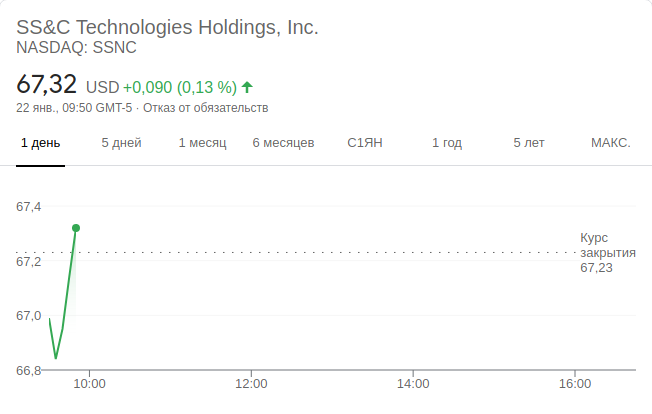 SS&C Technologies Holdings, Inc.
NASDAQ: SSNC
67,32 USD +0,090 (0,13 %)
22 янв., 09:50 GMT-5 · Отказ от обязательств
1 день 5 дней 1 месяц 6 месяцев С1ЯН 1 год 5 лет МАКС.
67,4
67,2
67,0
66,8
Курс
закрытия
67,23
10:00 12:00 14:00 16:00